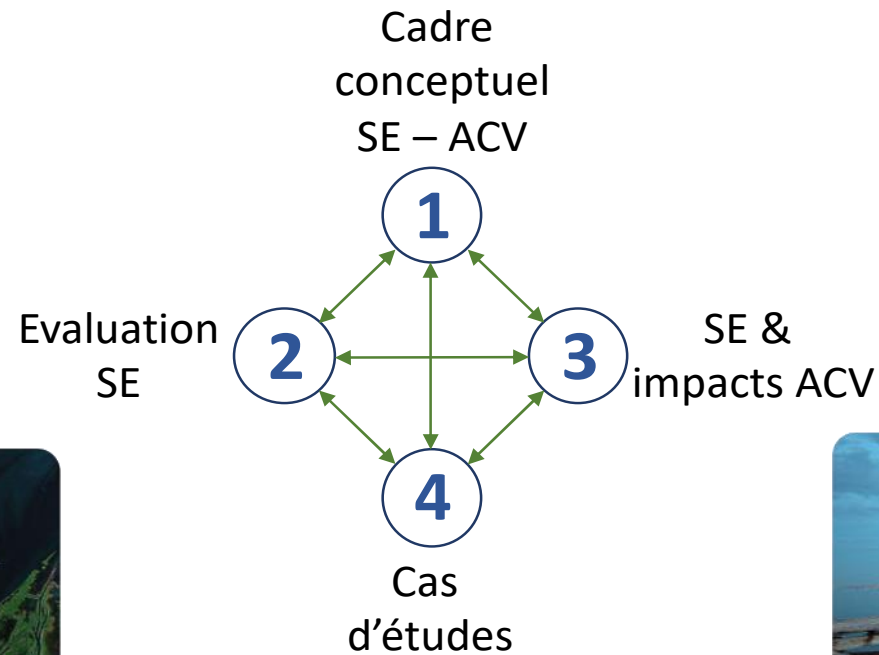 Cadre
conceptuel
SE – ACV
1
Evaluation
SE
2
3
SE &
impacts ACV
4
Cas
d'études